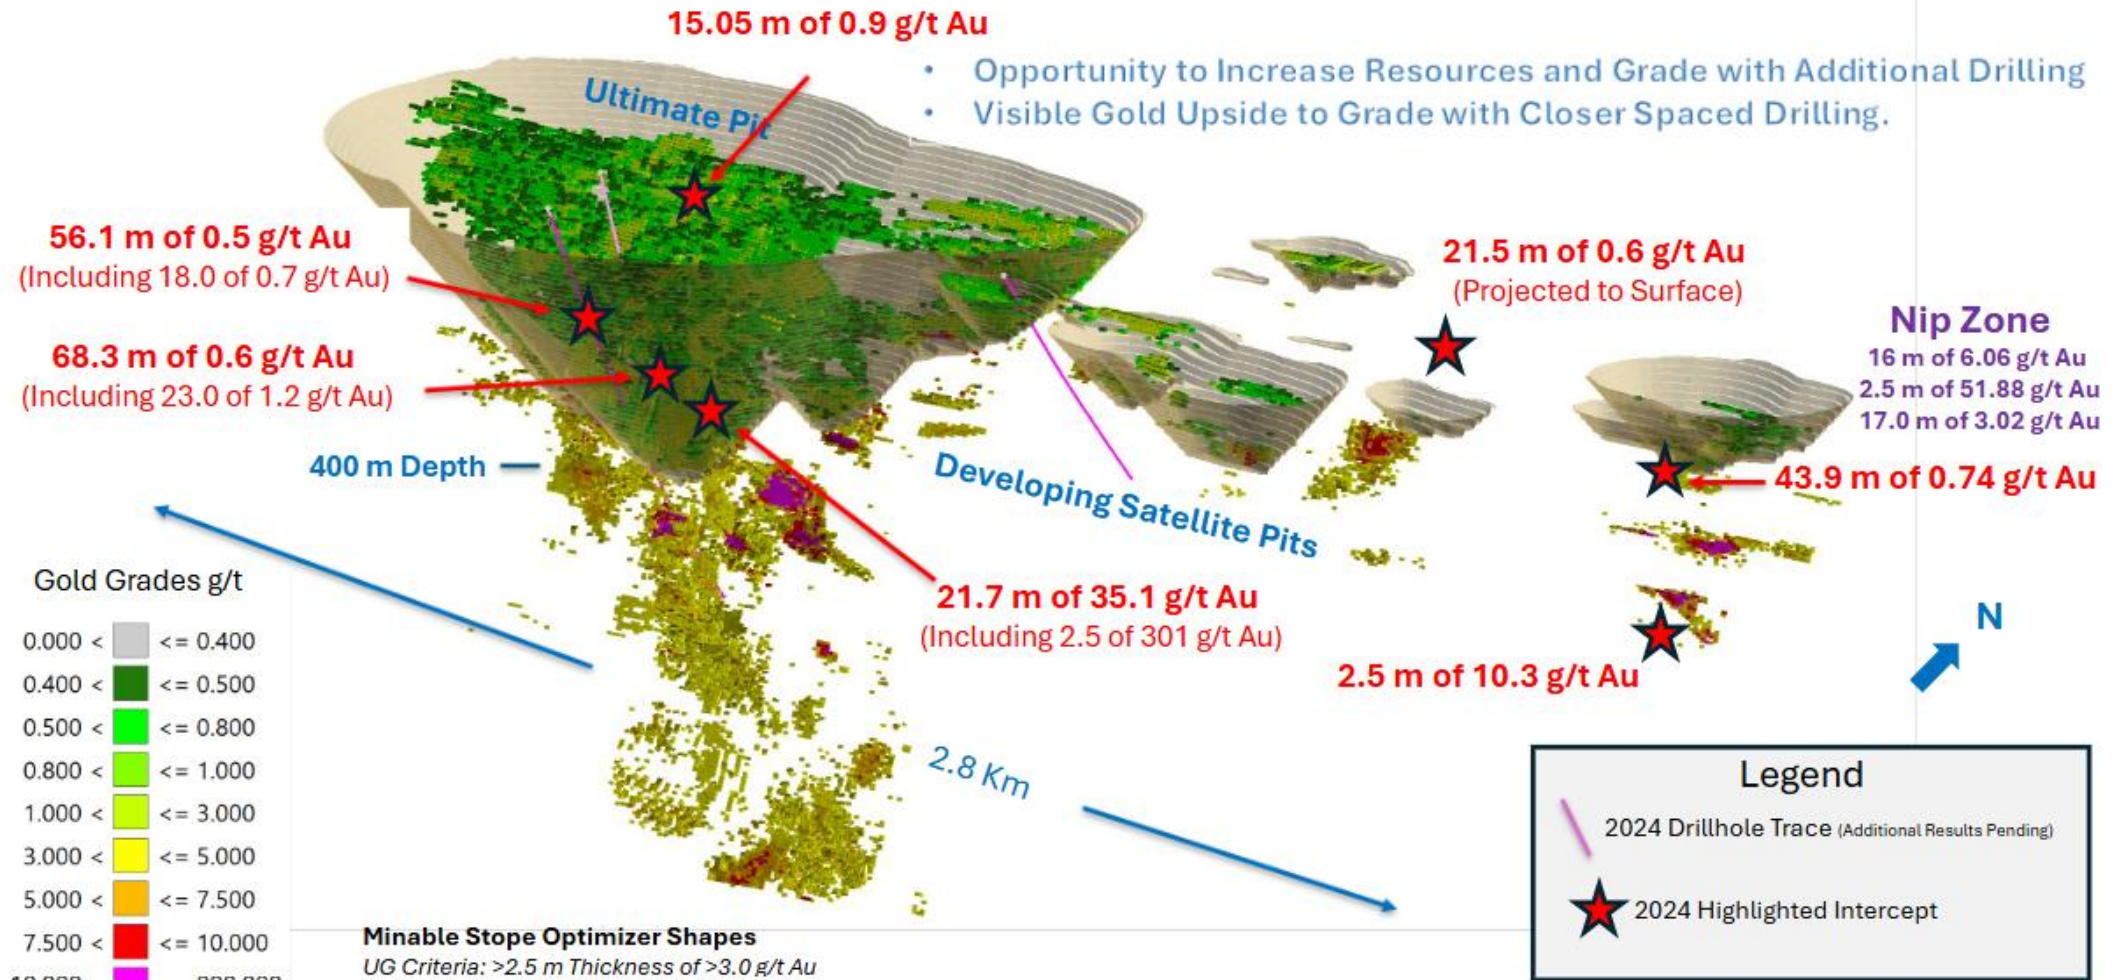 15.05 m of 0.9 g/t Au
• Opportunity to Increase Resources and Grade with Additional Drilling
• Visible Gold Upside to Grade with Closer Spaced Drilling.
Ultimate Pit
56.1 m of 0.5 g/t Au
(Including 18.0 of 0.7 g/t Au)
68.3 m of 0.6 g/t Au
(Including 23.0 of 1.2 g/t Au)
400 m Depth
21.5 m of 0.6 g/t Au
(Projected to Surface)
Nip Zone
16 m of 6.06 g/t Au
2.5 m of 51.88 g/t Au
17.0 m of 3.02 g/t Au
43.9 m of 0.74 g/t Au
Developing Satellite Pits
21.7 m of 35.1 g/t Au
(Including 2.5 of 301 g/t Au)
2.5 m of 10.3 g/t Au
N
2.8 Km
Gold Grades g/t
0.000 < <= 0.400
0.400 < <= 0.500
0.500 < <= 0.800
0.800 < <= 1.000
1.000 < <= 3.000
3.000 < <= 5.000
5.000 < <= 7.500
7.500 < <= 10.000
Minable Stope Optimizer Shapes
UG Criteria: >2.5 m Thickness of >3.0 g/t Au
Legend
2024 Drillhole Trace (Additional Results Pending)
2024 Highlighted Intercept